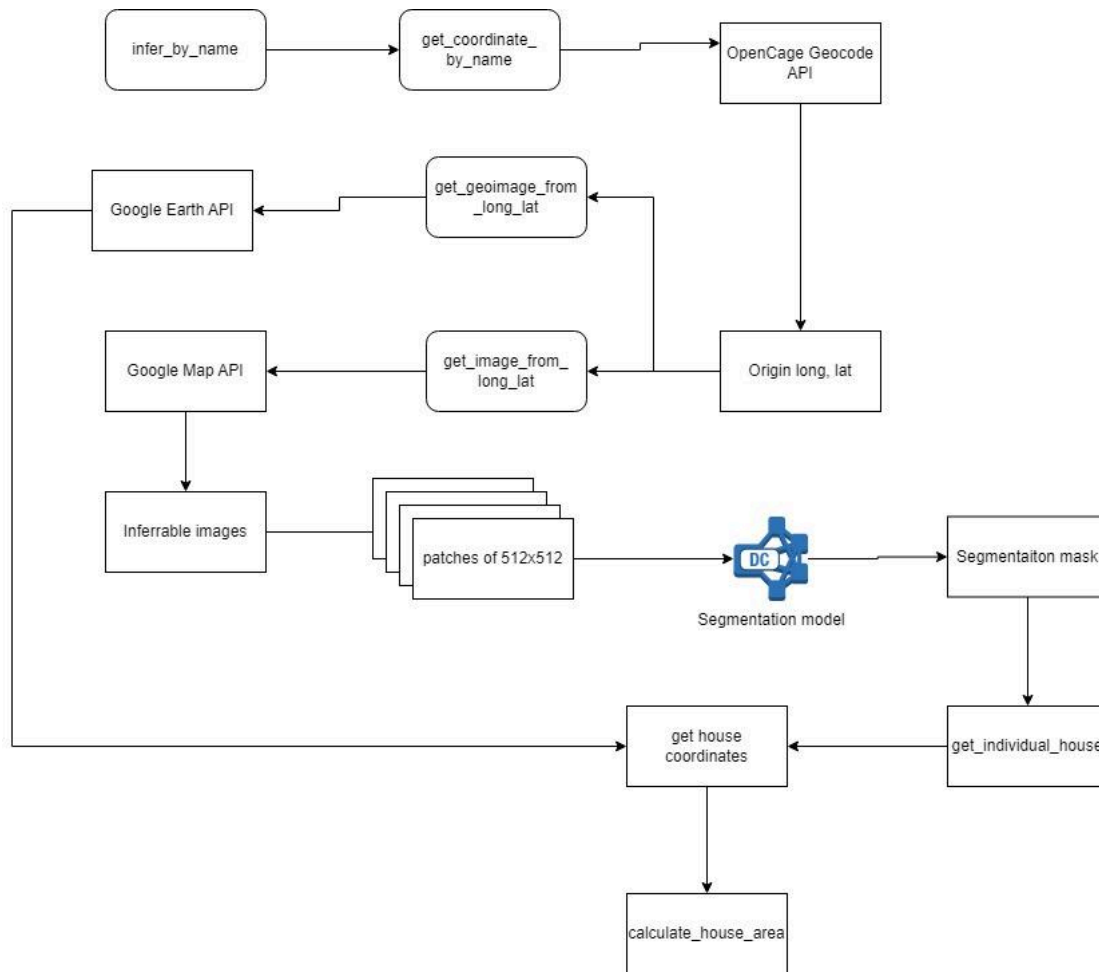 infer_by_name
get_coordinate_
by_name
OpenCage Geocode
API
Google Earth API
get_geoimage_from
_long_lat
Google Map API
get_image_from_
long_lat
Origin long, lat
Inferrable images
patches of 512x512
DC
Segmentation model
Segmentaiton mask
get house
coordinates
get_individual_house
calculate_house_area